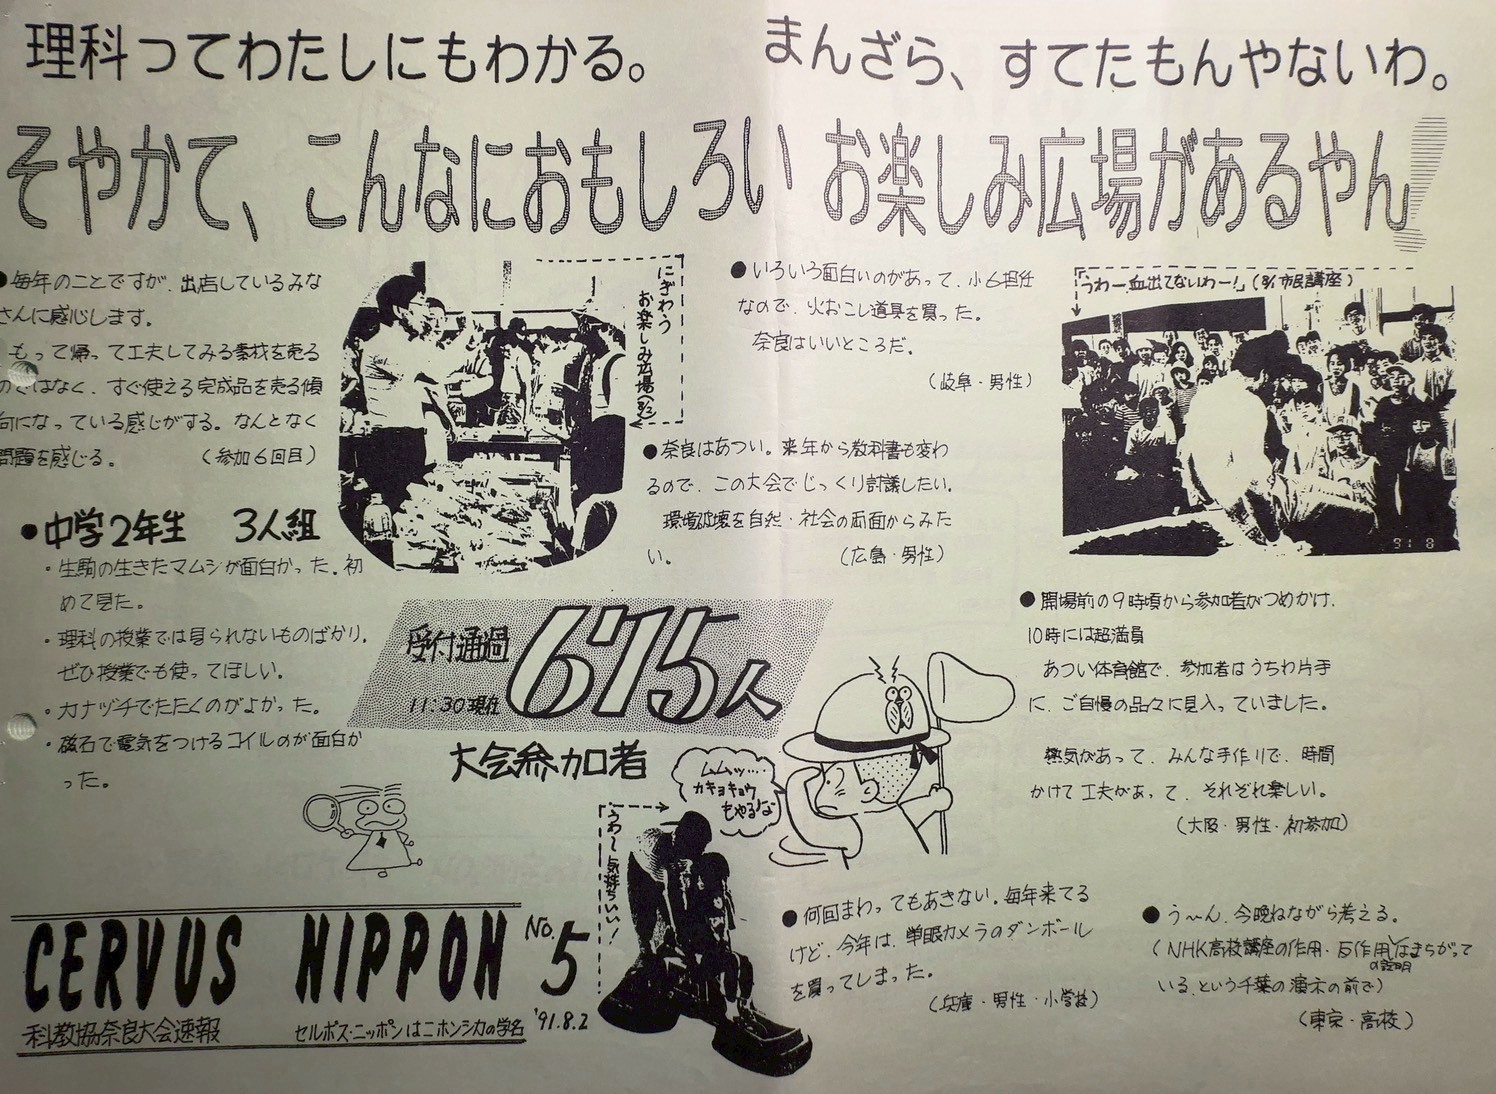 理科ってわたしにもわかる。
まんざら、すてたもんやないわ。
そやかて、こんなにおもしろい お楽しみ広場があるやん!
●毎年のことですが、出店しているみな
さんに感心します。
もって帰って工夫してみる素材を売る
のではなく、すぐ使える完成品を売る傾
向になっている感じがする。なんとなく
問題を感じる。 (参加6回目)
●中学2年生 3人組
・生駒の生きたマムシが面白かった。初
めて見た。
・理科の授業では見られないものばかり。
ぜひ授業でも使ってほしい。
・カナヅチでたたくのがよかった。
・磁石で電気をつけるコイルのが面白か
った。
にぎわう
お楽しみ広場(8/2)
●いろいろ面白いのがあって、小6担任
なので、火おこし道具を買った。
奈良はいいところだ。
(岐阜・男性)
●奈良はあつい。来年から教科書も変わ
るので、この大会でじっくり討議したい。
環境破壊を自然・社会の両面からみた
い。 (広島・男性)
「うわー、血出てないわー!」(8/1 市民講座)
91 8
受付通過
11:30現在
675人
大会参加者
●開場前の9時頃から参加者がつめかけ、
10時には超満員
あつい体育館で、参加者はうちわ片手
に、ご自慢の品々に見入っていました。
熱気があって、みんな手作りで、時間
かけて工夫があって、それぞれ楽しい。
(大阪・男性・初参加)
ムムッ…
カキョキョウ
もやるな
うわ〜気持ちいい!
●何回まわってもあきない。毎年来てる
けど、今年は、単眼カメラのダンボール
を買ってしまった。
(兵庫・男性・小学校)
●う〜ん、今晩ねながら考える。
(NHK高校講座の作用・反作用の説明はまちがって
いる、という千葉の演示の前で)
(東京・高校)
CERVUS NIPPON No.5
科教協奈良大会速報 セルボス・ニッポンはニホンシカの学名 '91.8.2